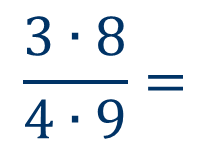 3 · 8
4 · 9 =